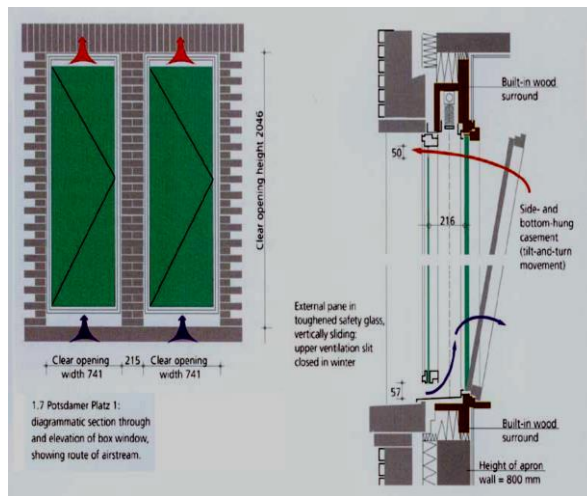 Clear opening height 2046
Clear opening
width 741
215
Clear opening
width 741
1.7 Potsdamer Platz 1:
diagrammatic section through
and elevation of box window,
showing route of airstream.
Built-in wood
surround
50
216
Side- and
bottom-hung
casement
(tilt-and-turn
movement)
External pane in
toughened safety glass,
vertically sliding:
upper ventilation slit
closed in winter
57
Built-in wood
surround
Height of apron
wall = 800 mm